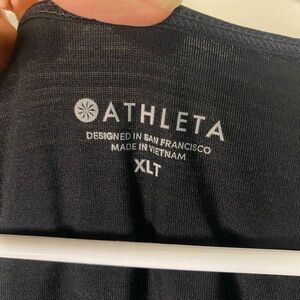 ATHLETA
DESIGNED IN SAN FRANCISCO
MADE IN VIETNAM
XLT